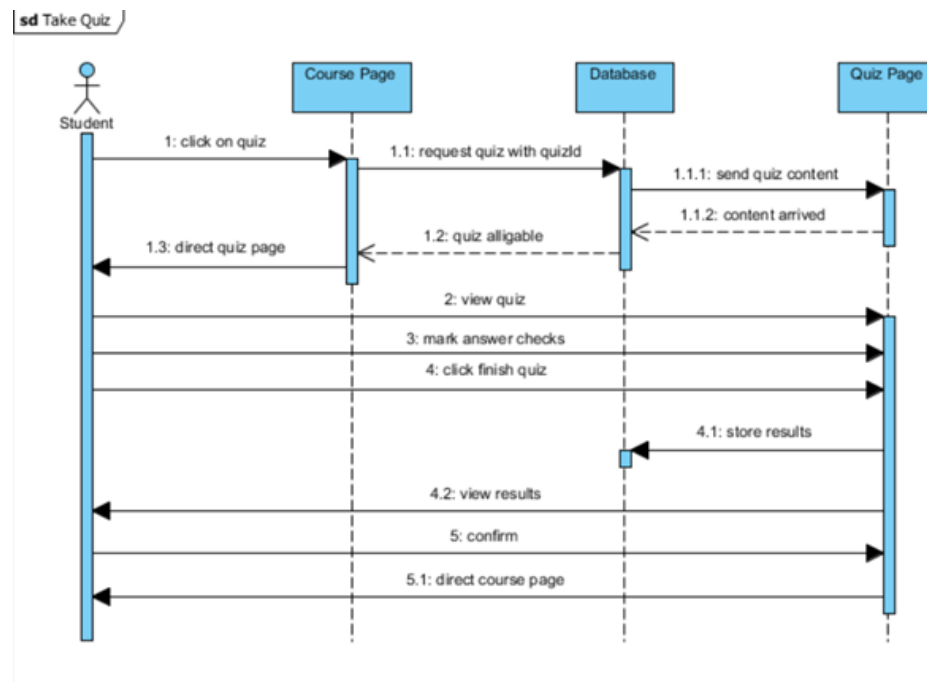 sd Take Quiz
Course Page
Database
Quiz Page
Student
1: click on quiz
1.1: request quiz with quizId
1.1.1: send quiz content
1.1.2: content arrived
1.2: quiz alligable
1.3: direct quiz page
2: view quiz
3: mark answer checks
4: click finish quiz
4.1: store results
4.2: view results
5: confirm
5.1: direct course page